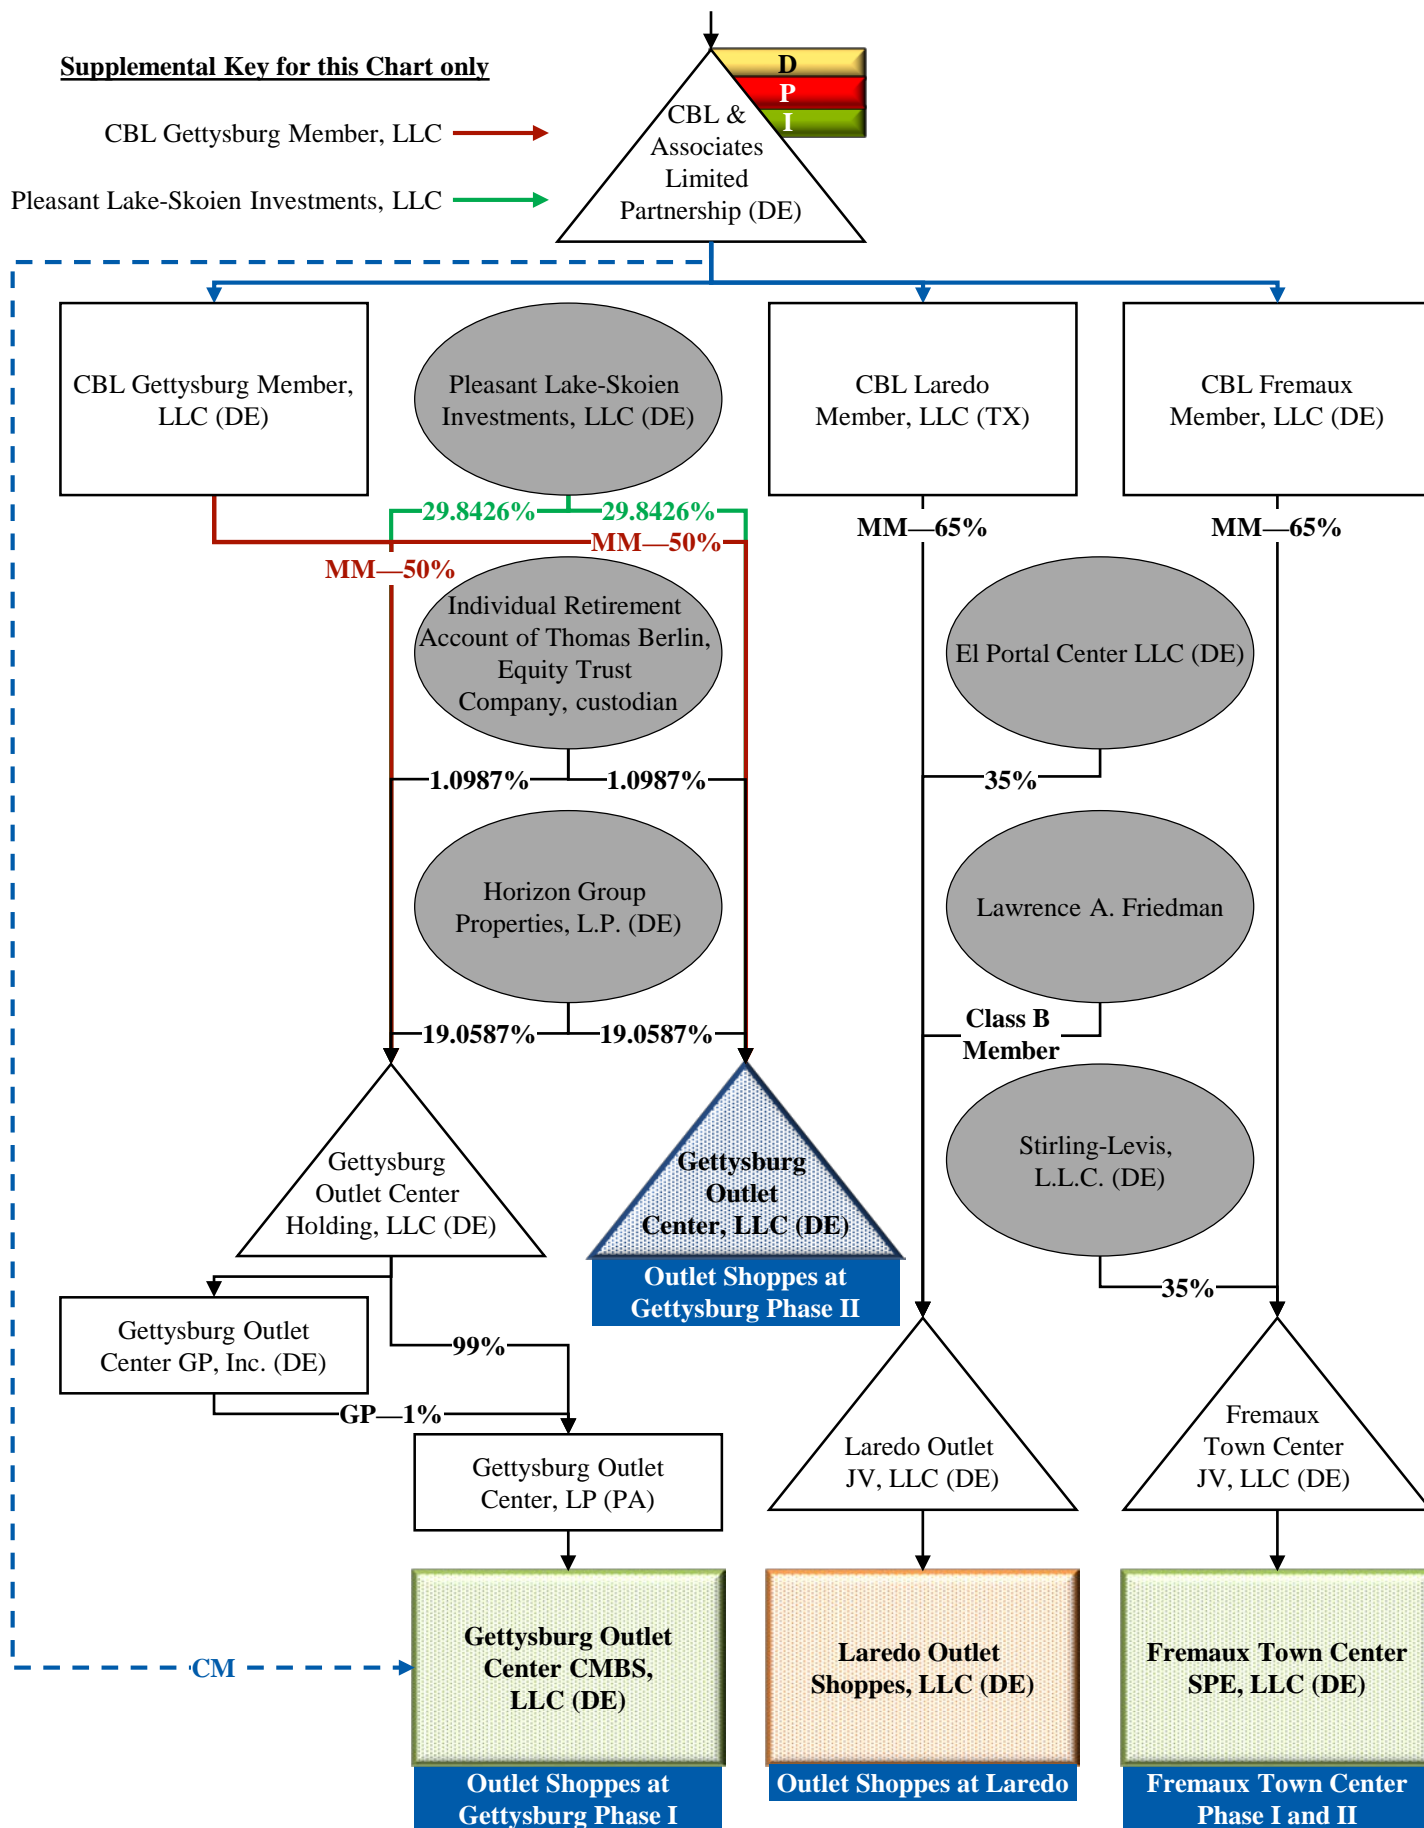 Supplemental Key for this Chart only
CBL Gettysburg Member, LLC
Pleasant Lake-Skoien Investments, LLC
D
P
I
CBL &
Associates
Limited
Partnership (DE)
CBL Gettysburg Member,
LLC (DE)
Pleasant Lake-Skoien
Investments, LLC (DE)
CBL Laredo
Member, LLC (TX)
CBL Fremaux
Member, LLC (DE)
29.8426%
29.8426%
MM—50%
MM—50%
MM—65%
MM—65%
Individual Retirement
Account of Thomas Berlin,
Equity Trust
Company, custodian
El Portal Center LLC (DE)
1.0987%
1.0987%
35%
Horizon Group
Properties, L.P. (DE)
Lawrence A. Friedman
19.0587%
19.0587%
Class B
Member
Stirling-Levis,
L.L.C. (DE)
35%
Gettysburg
Outlet Center
Holding, LLC (DE)
Gettysburg
Outlet
Center, LLC (DE)
Outlet Shoppes at
Gettysburg Phase II
Gettysburg Outlet
Center GP, Inc. (DE)
99%
GP—1%
Gettysburg Outlet
Center, LP (PA)
Laredo Outlet
JV, LLC (DE)
Fremaux
Town Center
JV, LLC (DE)
CM
Gettysburg Outlet
Center CMBS,
LLC (DE)
Outlet Shoppes at
Gettysburg Phase I
Laredo Outlet
Shoppes, LLC (DE)
Outlet Shoppes at Laredo
Fremaux Town Center
SPE, LLC (DE)
Fremaux Town Center
Phase I and II